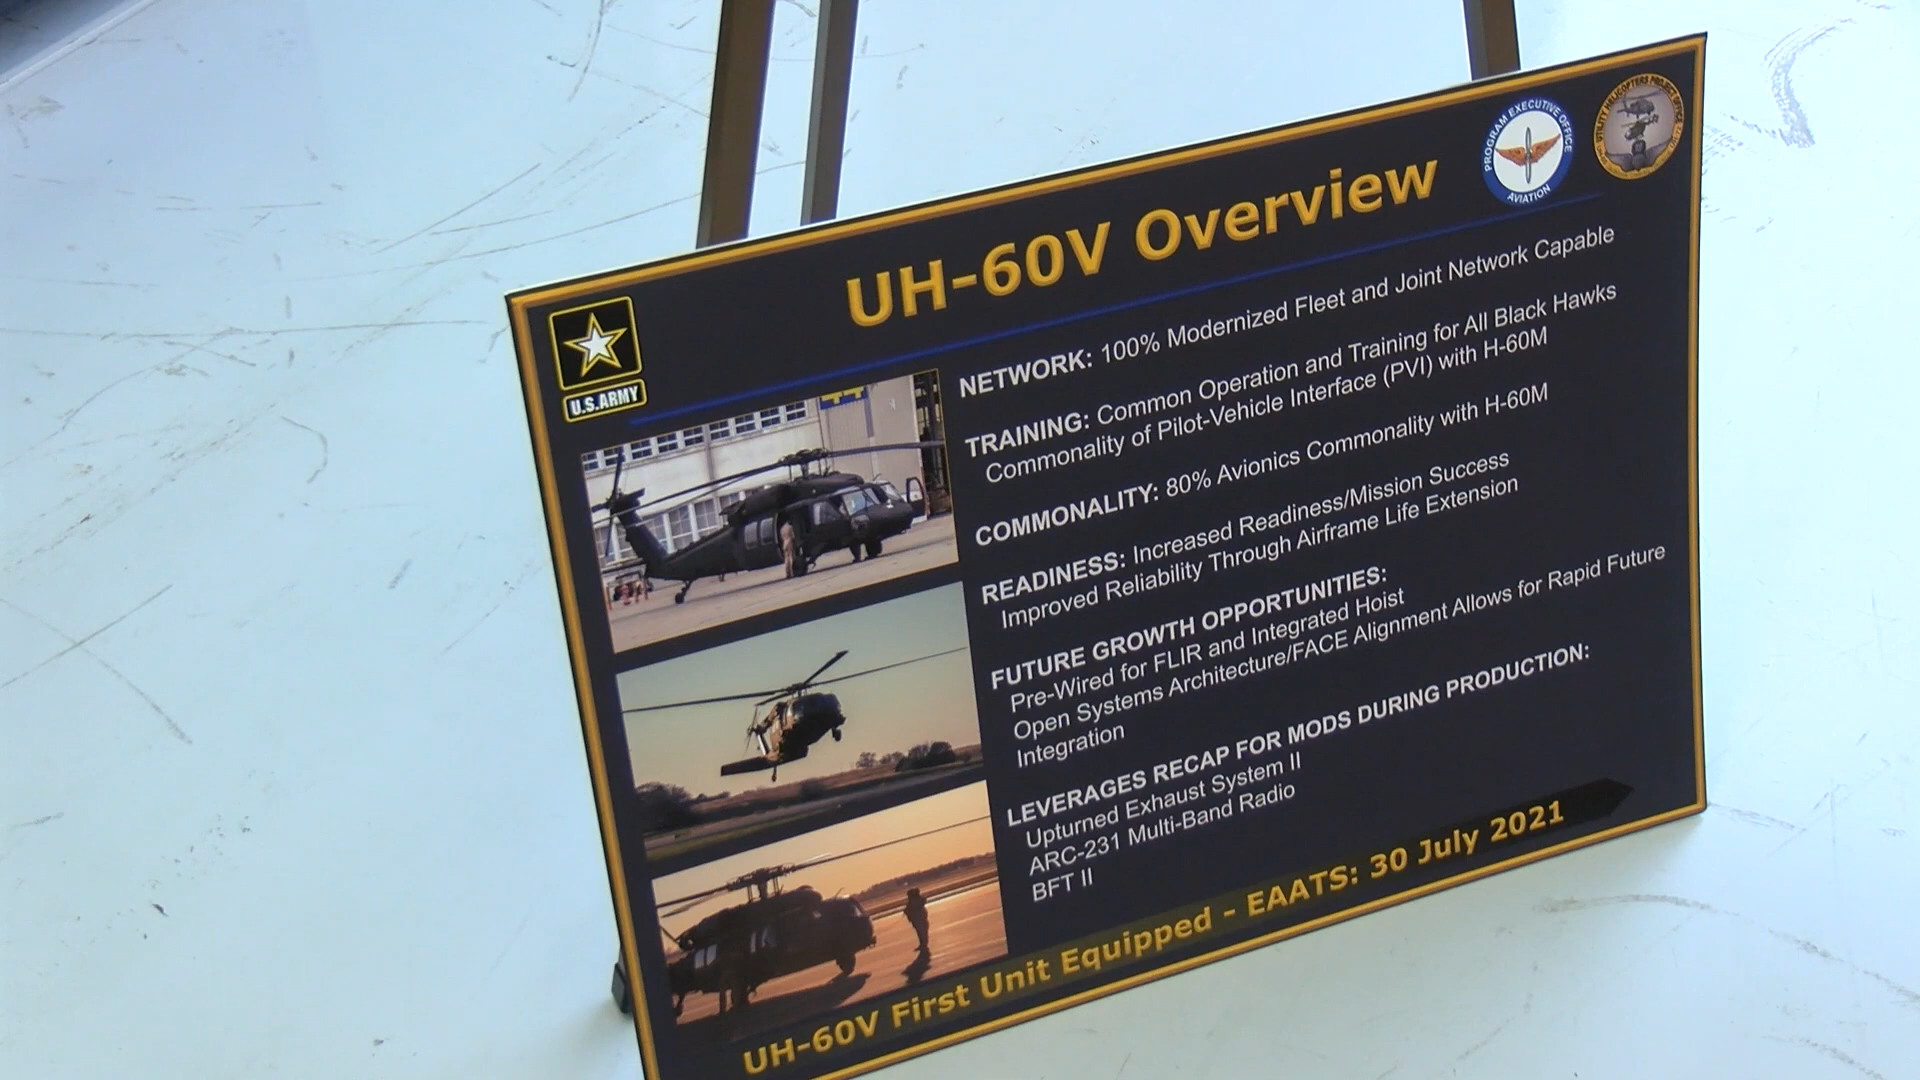 UH-60V Overview
PROGRAM EXECUTIVE OFFICE
AVIATION
UTILITY HELICOPTERS PROJECT OFFICE
U.S.ARMY
44
NETWORK: 100% Modernized Fleet and Joint Network Capable
TRAINING: Common Operation and Training for All Black Hawks
Commonality of Pilot-Vehicle Interface (PVI) with H-60M
COMMONALITY: 80% Avionics Commonality with H-60M
READINESS: Increased Readiness/Mission Success
Improved Reliability Through Airframe Life Extension
FUTURE GROWTH OPPORTUNITIES:
Pre-Wired for FLIR and Integrated Hoist
Open Systems Architecture/FACE Alignment Allows for Rapid Future
Integration
LEVERAGES RECAP FOR MODS DURING PRODUCTION:
Upturned Exhaust System II
ARC-231 Multi-Band Radio
BFT II
UH-60V First Unit Equipped - EAATS: 30 July 2021